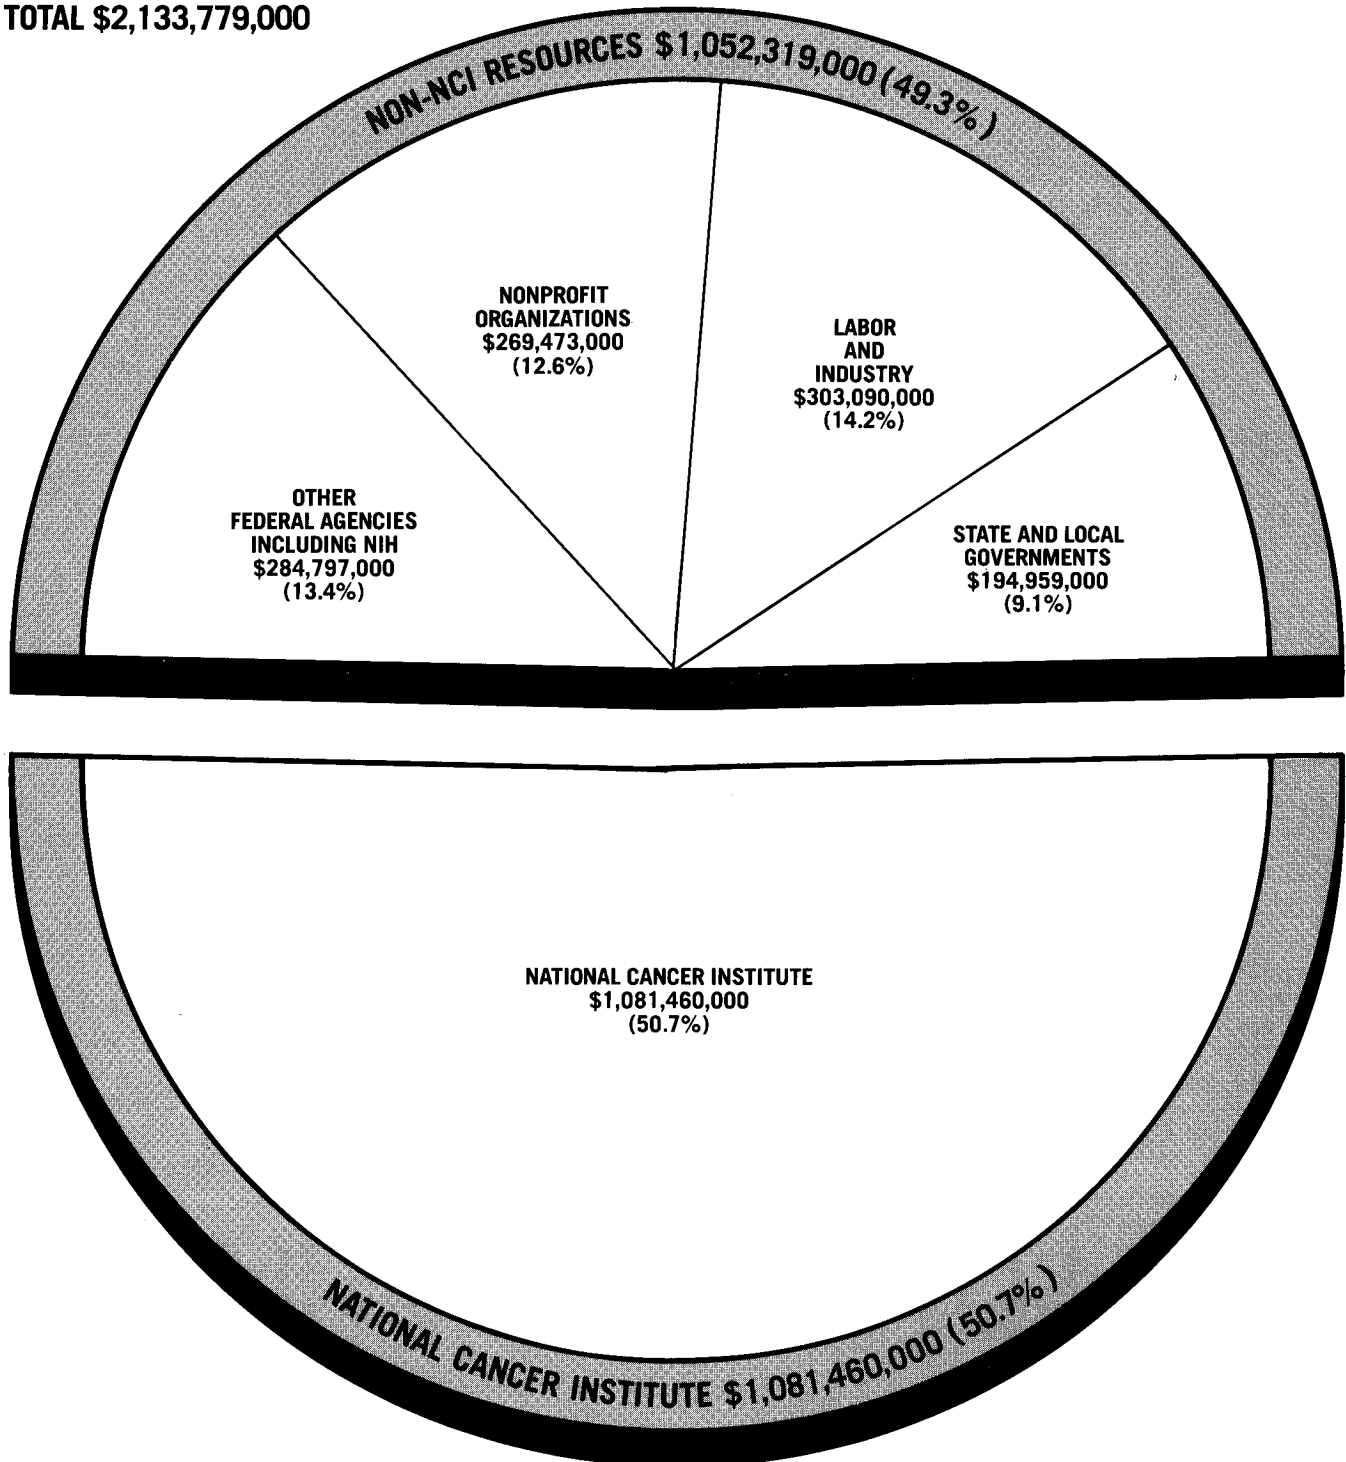 TOTAL $2,133,779,000
NON-NCI RESOURCES $1,052,319,000 (49.3%)
NONPROFIT
ORGANIZATIONS
$269,473,000
(12.6%)
LABOR
AND
INDUSTRY
$303,090,000
(14.2%)
OTHER
FEDERAL AGENCIES
INCLUDING NIH
$284,797,000
(13.4%)
STATE AND LOCAL
GOVERNMENTS
$194,959,000
(9.1%)
NATIONAL CANCER INSTITUTE
$1,081,460,000
(50.7%)
NATIONAL CANCER INSTITUTE $1,081,460,000 (50.7%)